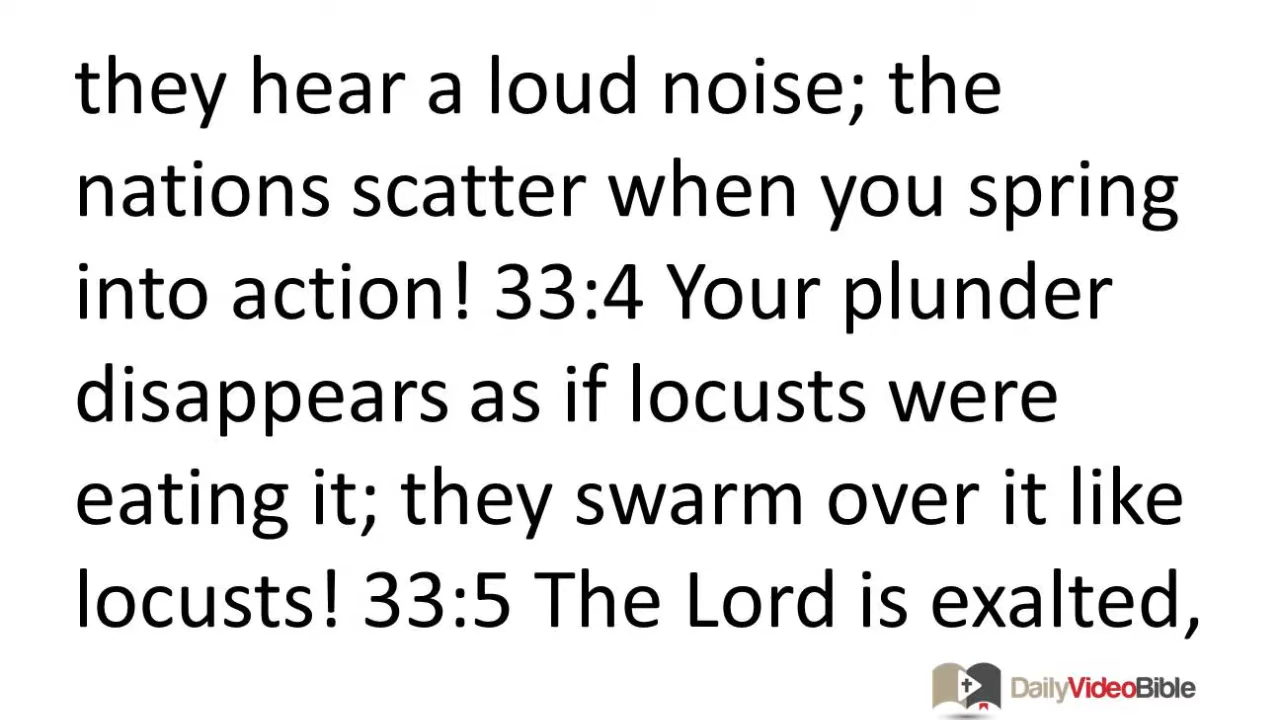 they hear a loud noise; the
nations scatter when you spring
into action! 33:4 Your plunder
disappears as if locusts were
eating it; they swarm over it like
locusts! 33:5 The Lord is exalted,
DailyVideoBible